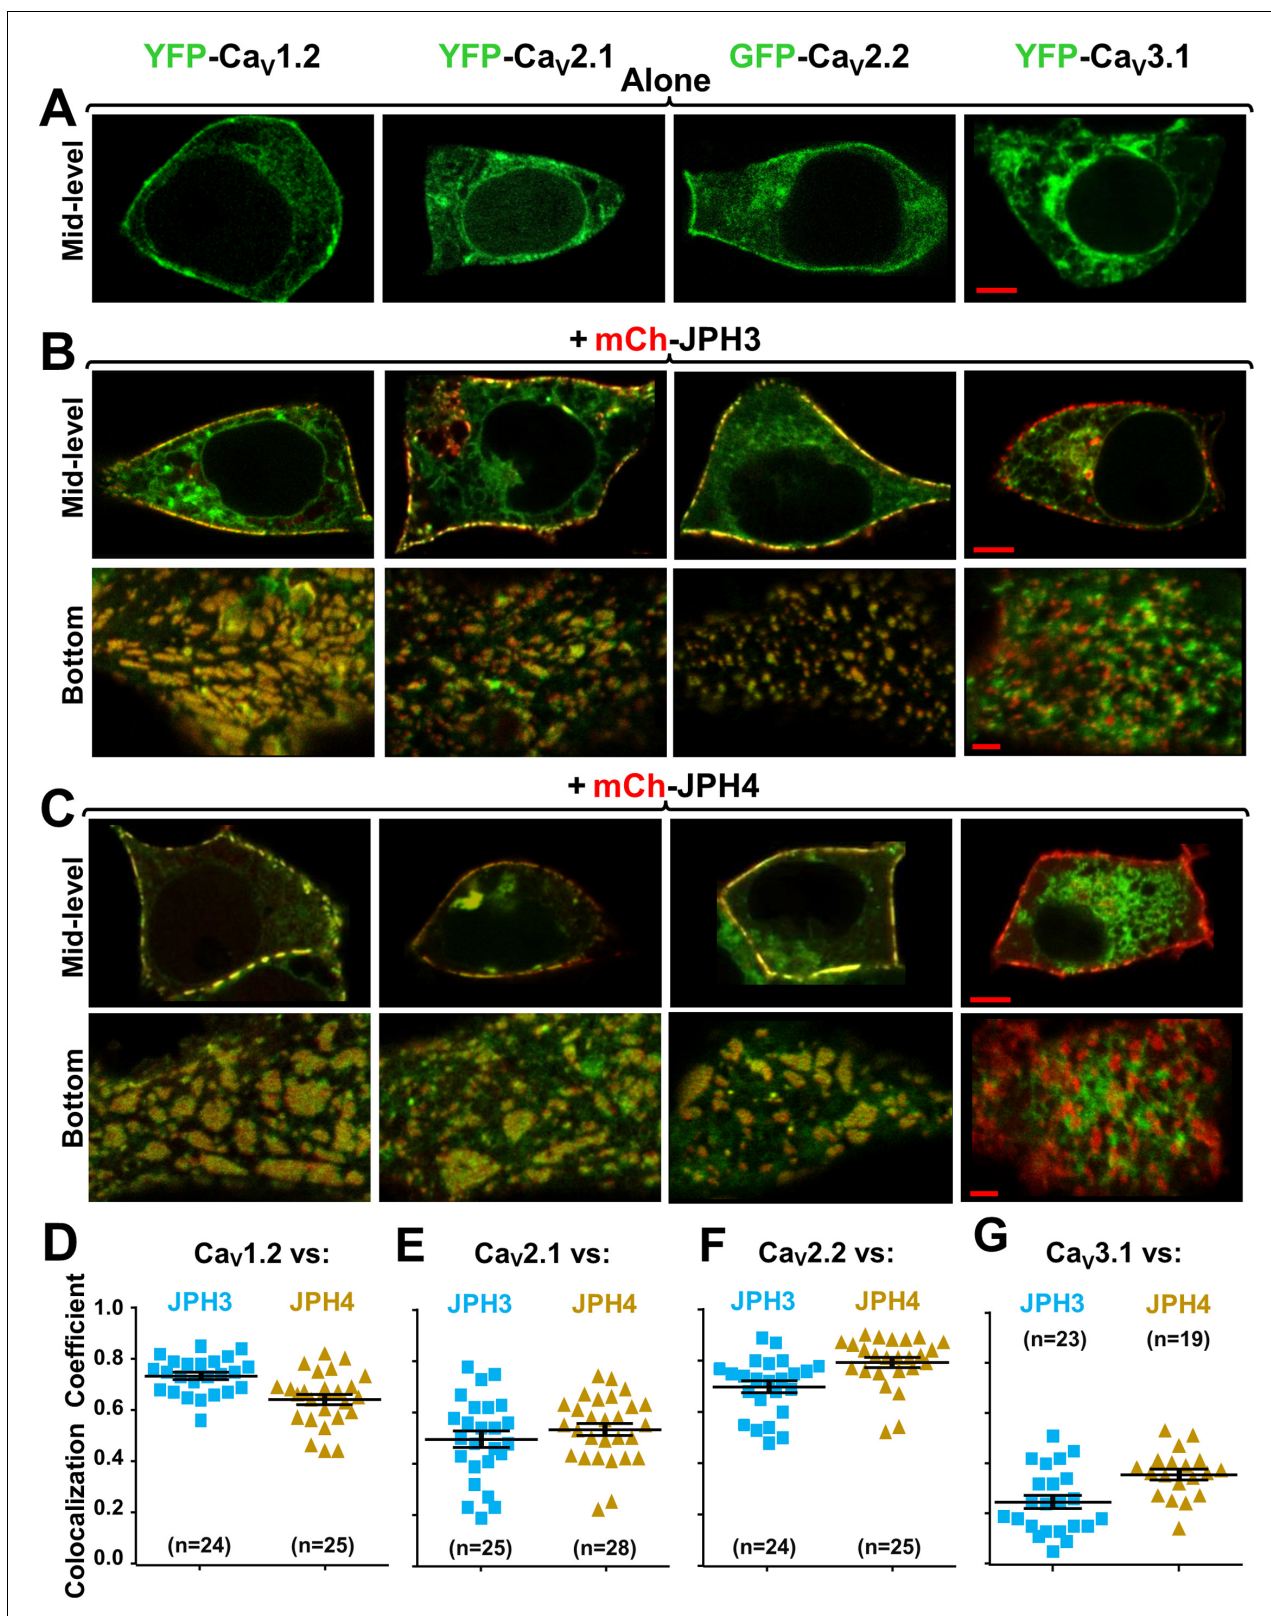 YFP-CaV1.2 YFP-CaV2.1 GFP-CaV2.2 YFP-CaV3.1
Alone
A
Mid-level
+ mCh-JPH3
B
Mid-level
Bottom
+ mCh-JPH4
C
Mid-level
Bottom
D CaV1.2 vs:
E CaV2.1 vs:
F CaV2.2 vs:
G CaV3.1 vs:
Colocalization Coefficient
JPH3 JPH4
1.0
0.8
0.6
0.4
0.2
0.0
(n=24) (n=25)
JPH3 JPH4
(n=25) (n=28)
JPH3 JPH4
(n=24) (n=25)
JPH3 JPH4
(n=23) (n=19)